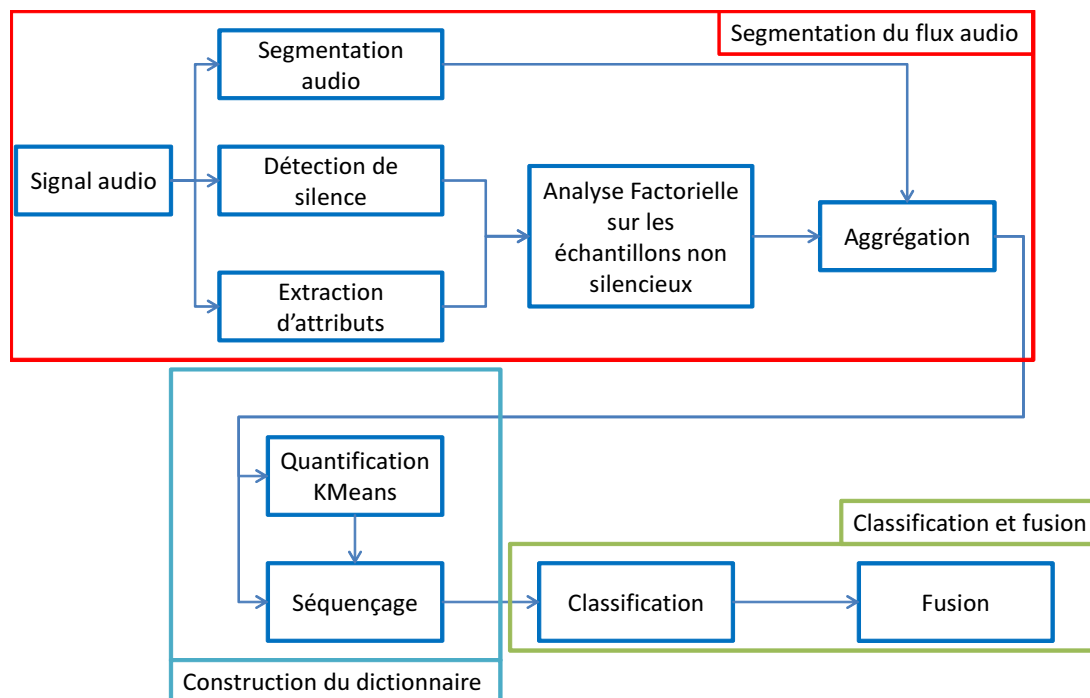 Segmentation du flux audio
Segmentation
audio
Signal audio
Détection de
silence
Extraction
d'attributs
Analyse Factorielle
sur les
échantillons non
silencieux
Aggrégation
Quantification
KMeans
Séquençage
Construction du dictionnaire
Classification et fusion
Classification
Fusion